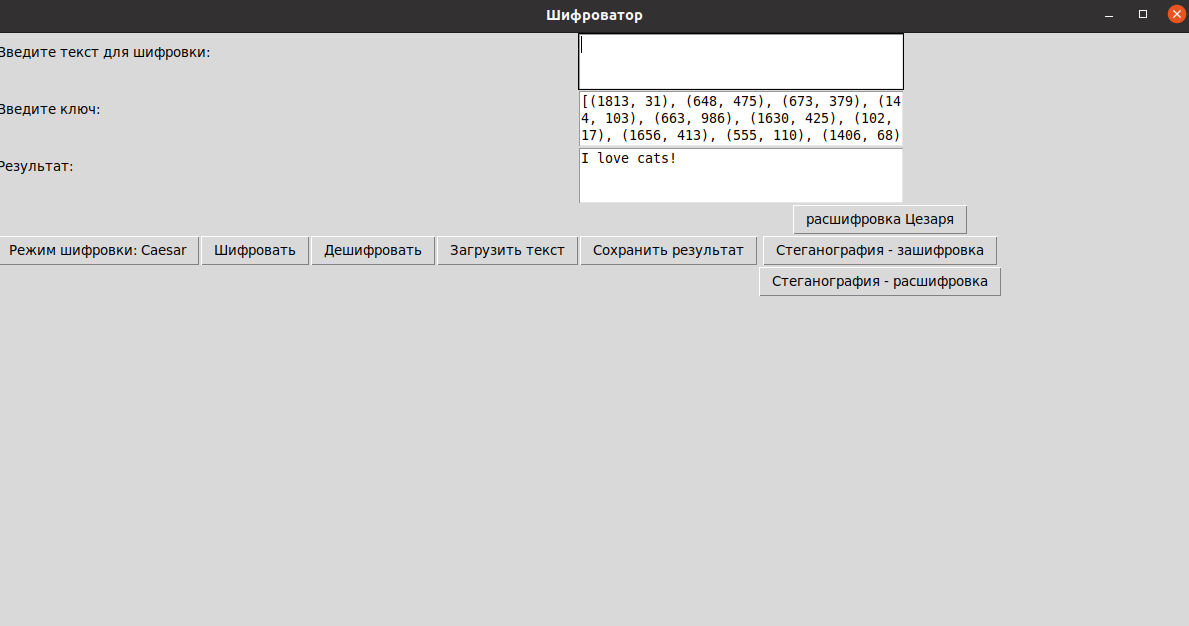 Шифроватор
Введите текст для шифровки:
Введите ключ:
[(1813, 31), (648, 475), (673, 379), (14
4, 103), (663, 986), (1630, 425), (102,
17), (1656, 413), (555, 110), (1406, 68)
Результат:
I love cats!
расшифровка Цезаря
Режим шифровки: Caesar
Шифровать
Дешифровать
Загрузить текст
Сохранить результат
Стеганография - зашифровка
Стеганография - расшифровка